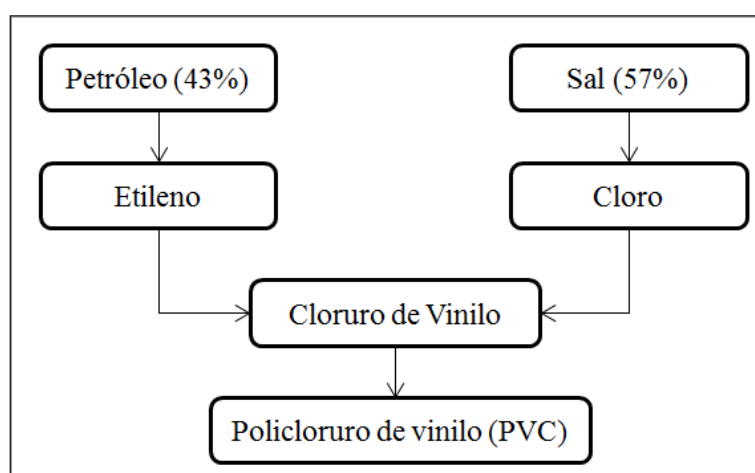 Petróleo (43%)
Sal (57%)
Etileno
Cloro
Cloruro de Vinilo
Policloruro de vinilo (PVC)